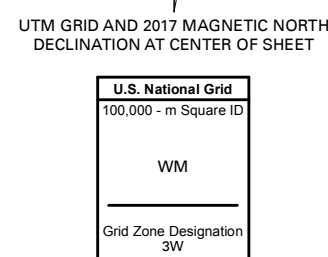 UTM GRID AND 2017 MAGNETIC NORTH
DECLINATION AT CENTER OF SHEET
U.S. National Grid
100,000 - m Square ID
WM
Grid Zone Designation
3W